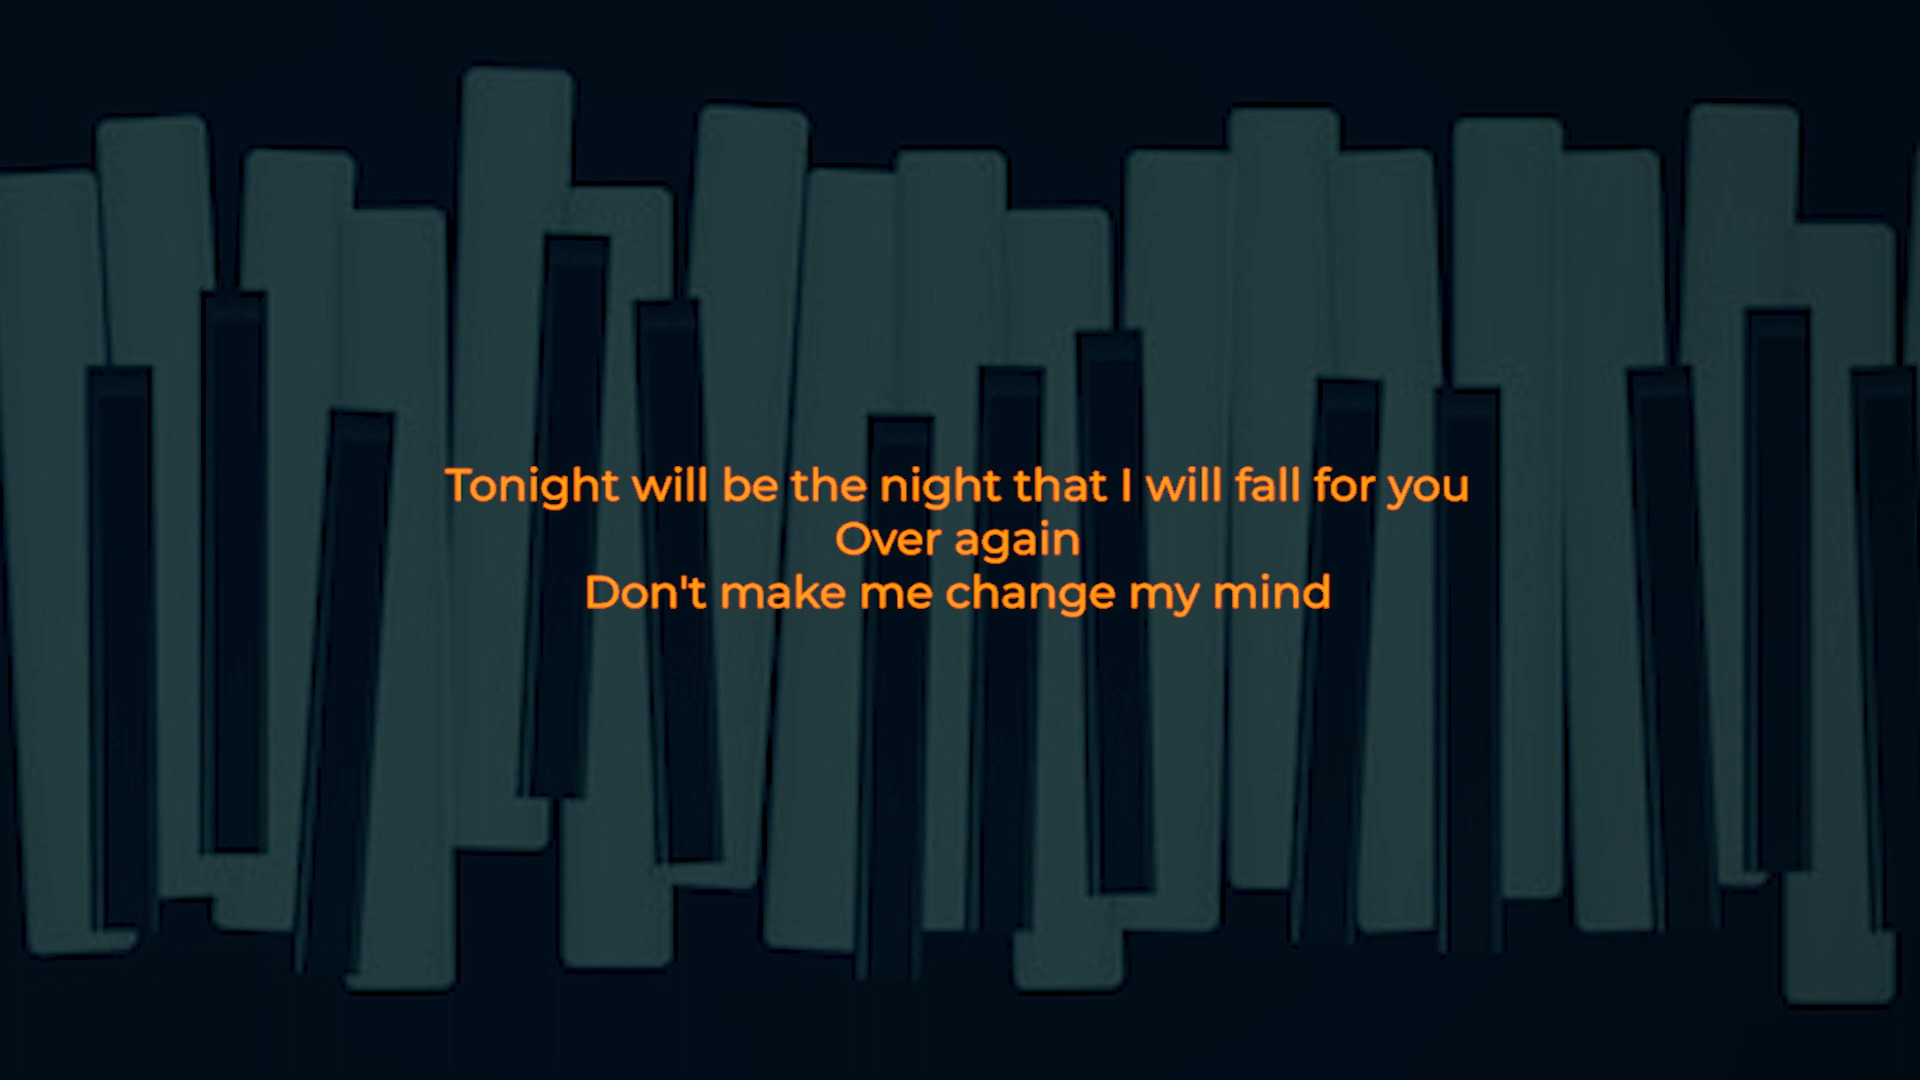 Tonight will be the night that I will fall for you
Over again
Don't make me change my mind